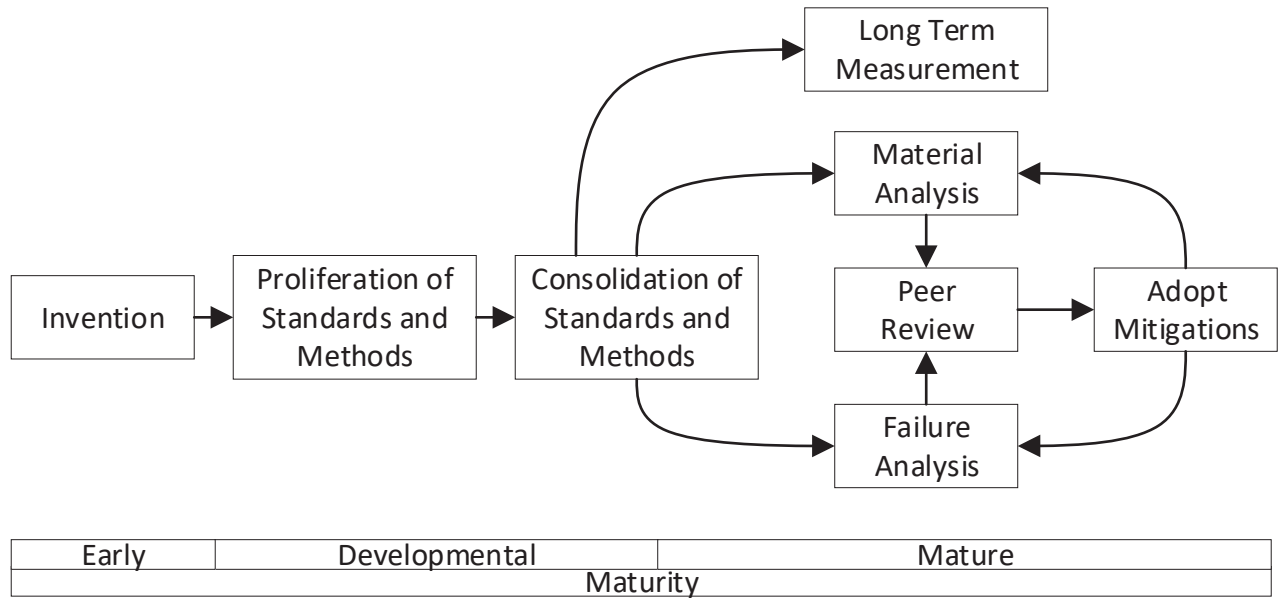 Long Term
Measurement
Material
Analysis
Invention
Proliferation of
Standards and
Methods
Consolidation of
Standards and
Methods
Peer
Review
Adopt
Mitigations
Failure
Analysis
Early
Developmental
Mature
Maturity